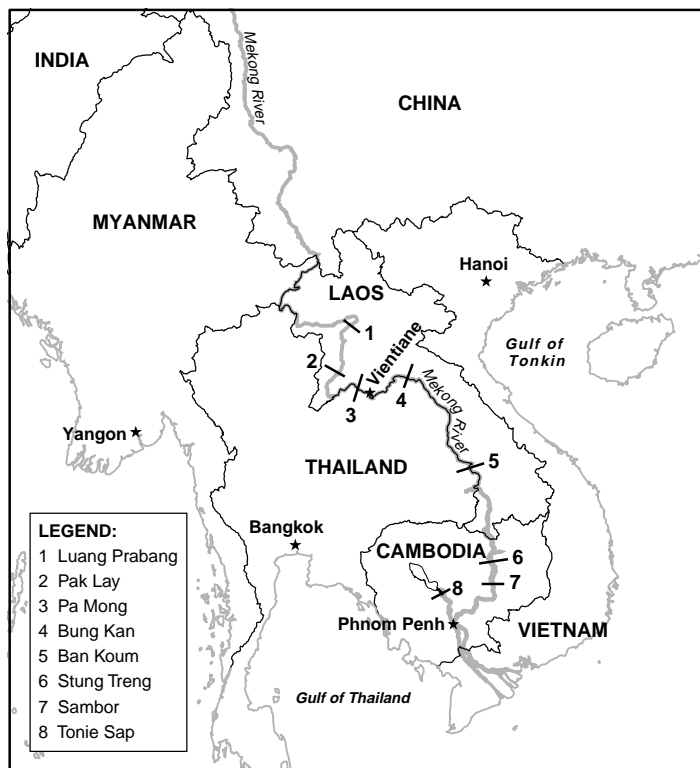 INDIA
Mekong River
CHINA
MYANMAR
Hanoi
LAOS
1
Gulf of
Tonkin
2
Vientiane
3
4
Mekong River
Yangon
5
THAILAND
Bangkok
CAMBODIA
6
7
8
Phnom Penh
VIETNAM
Gulf of Thailand
LEGEND:
1 Luang Prabang
2 Pak Lay
3 Pa Mong
4 Bung Kan
5 Ban Koum
6 Stung Treng
7 Sambor
8 Tonie Sap